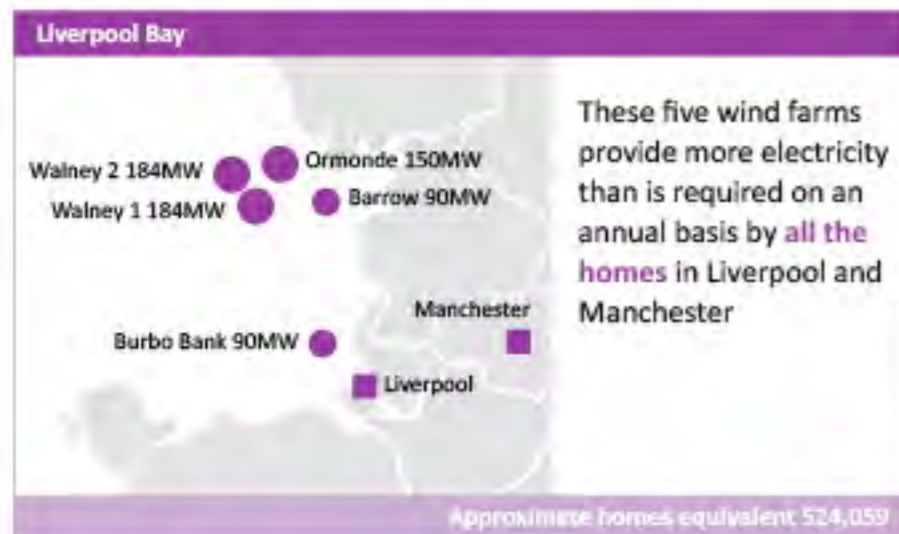 Liverpool Bay
Walney 2 184MW
Ormonde 150MW
Walney 1 184MW
Barrow 90MW
Burbo Bank 90MW
Manchester
Liverpool
These five wind farms
provide more electricity
than is required on an
annual basis by all the
homes in Liverpool and
Manchester
Approximate homes equivalent 524,059